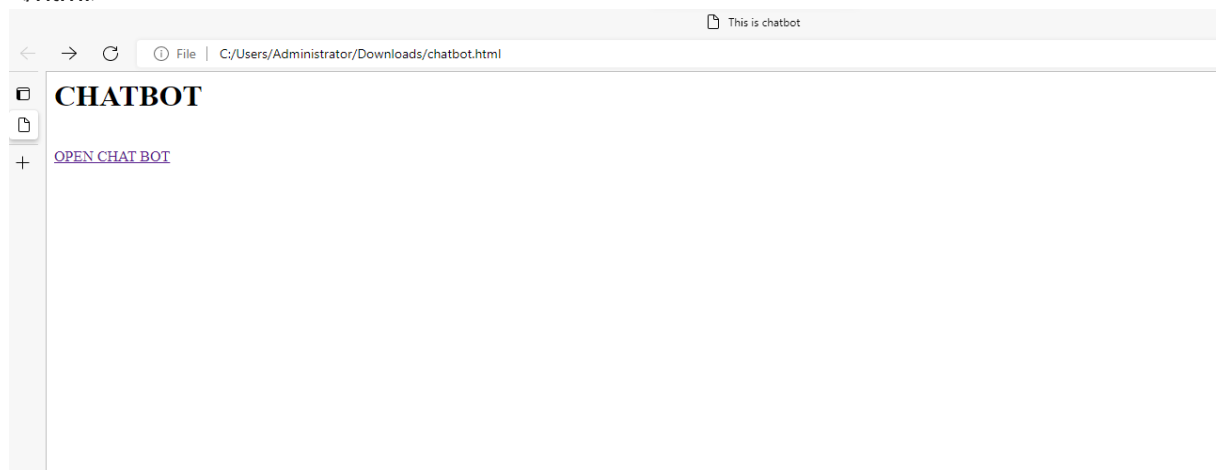 This is chatbot
File | C:/Users/Administrator/Downloads/chatbot.html
CHATBOT
OPEN CHAT BOT